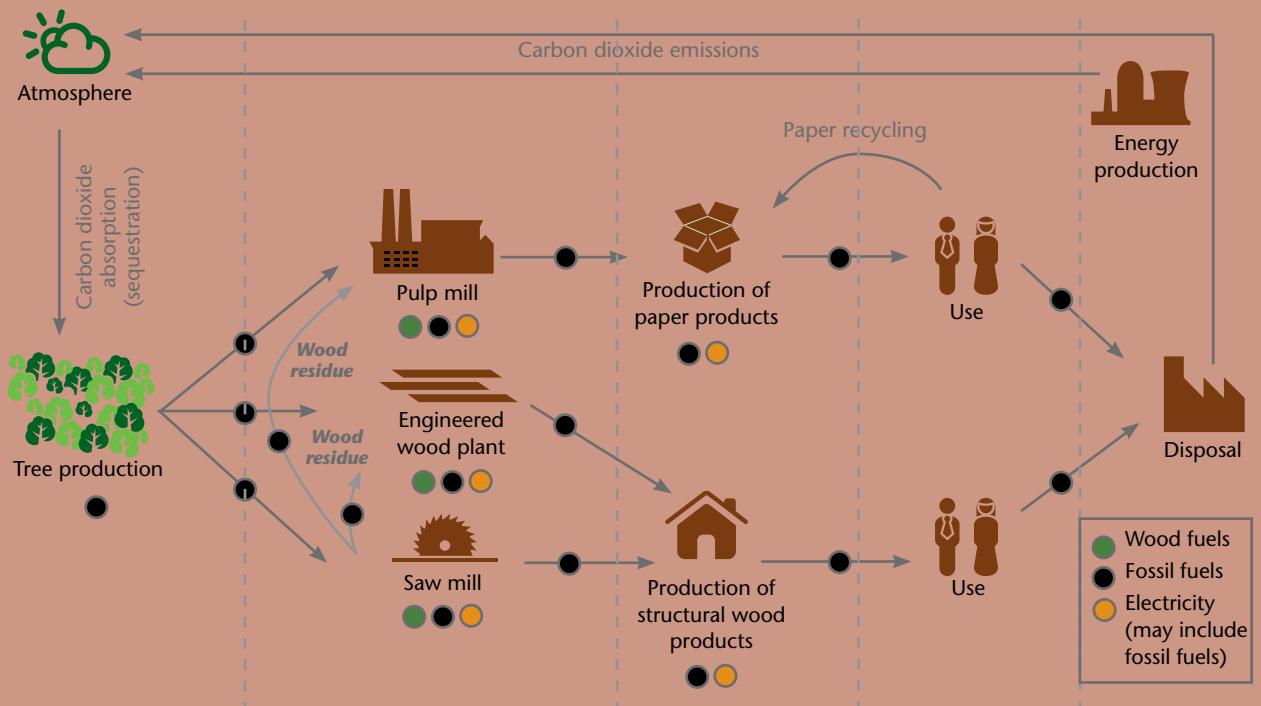 Atmosphere
Carbon dioxide emissions
Energy
production
Paper recycling
Carbon dioxide
absorption
(sequestration)
Pulp mill
Production of
paper products
Use
Wood
residue
Engineered
wood plant
Wood
residue
Tree production
Disposal
Saw mill
Production of
structural wood
products
Use
Wood fuels
Fossil fuels
Electricity
(may include
fossil fuels)